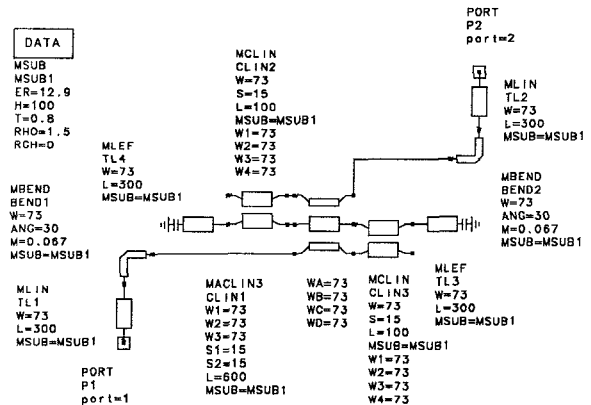 PORT
P2
port=2
DATA
MSUB
MSUB1
ER=12.9
H=100
T=0.8
RHO=1.5
RCH=0
MCLIN
CLIN2
W=73
S=15
L=100
MSUB=MSUB1
W1=73
W2=73
W3=73
W4=73
MLIN
TL2
W=73
L=300
MSUB=MSUB1
MLEF
TL4
W=73
L=300
MSUB=MSUB1
MBEND
BEND1
W=73
ANG=30
M=0.067
MSUB=MSUB1
MBEND
BEND2
W=73
ANG=30
M=0.067
MSUB=MSUB1
MLIN
TL1
W=73
L=300
MSUB=MSUB1
MACLIN3
CLIN1
W1=73
W2=73
W3=73
S1=15
S2=15
L=600
MSUB=MSUB1
WA=73
WB=73
WC=73
WD=73
MCLIN
CLIN3
W=73
S=15
L=100
MSUB=MSUB1
W1=73
W2=73
W3=73
W4=73
MLEF
TL3
W=73
L=300
MSUB=MSUB1
PORT
P1
port=1